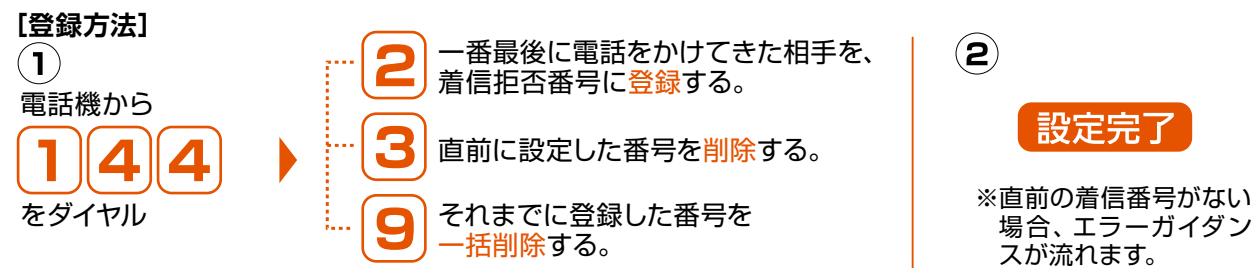 [登録方法]
①
電話機から
144
をダイヤル
2 一番最後に電話をかけてきた相手を、
着信拒否番号に登録する。
3 直前に設定した番号を削除する。
9 それまでに登録した番号を
一括削除する。
②
設定完了
※直前の着信番号がない
場合、エラーガイダン
スが流れます。